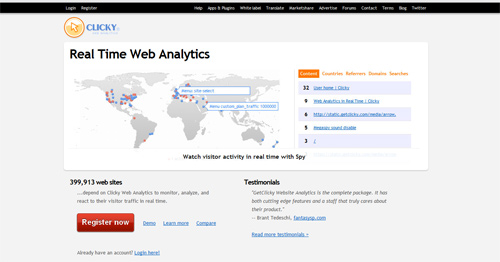 Login Register Help Apps & Plugins White label Translate Marketshare Advertise Forums Contact Terms Blog Twitter
CLICKY
Real Time Web Analytics
Content Countries Referrers Domains Searches
32 User home | Clicky
9 Web Analytics in Real Time | Clicky
6 http://static.getclicky.com/media/arrow-
5 #mopsuv sound disable
3 /
Menu: site-select
Menu: custom_plan_traffic 1000000
Watch visitor activity in real time with Spy
399,913 web sites
...depend on Clicky Web Analytics to monitor, analyze, and
react to their visitor traffic in real time.
Register now Demo Learn more Compare
Already have an account? Login here!
Testimonials
"GetClicky Website Analytics is the complete package. It has
both cutting edge features and a staff that truly cares about
their product."
-- Brant Tedeschi, fantasysp.com
Read more testimonials »